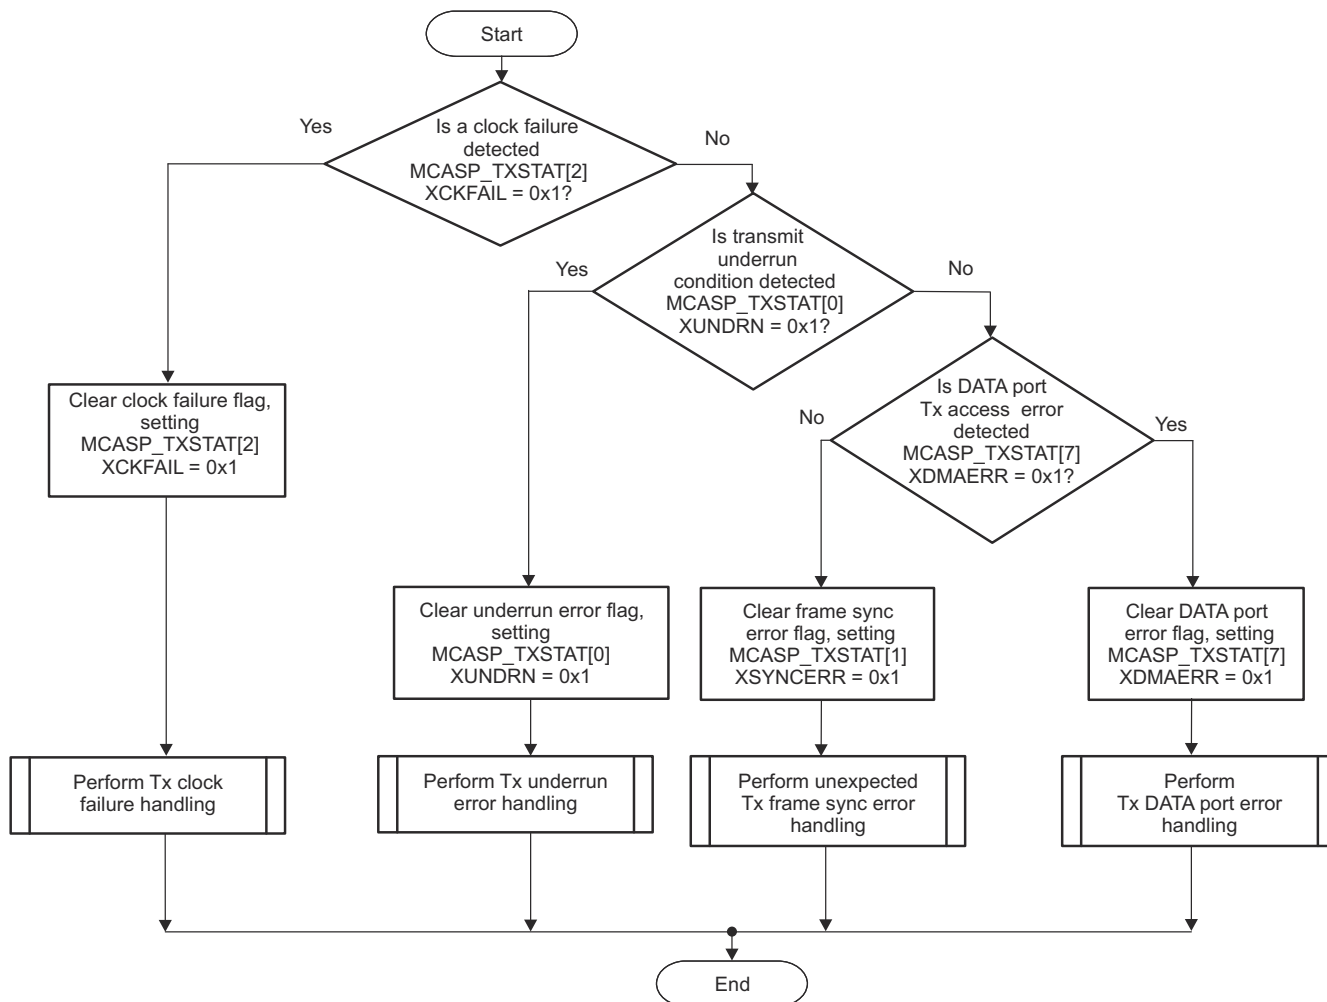 Start
Is a clock failure
detected
MCASP_TXSTAT[2]
XCKFAIL = 0x1?
Yes
No
Is transmit
underrun
condition detected
MCASP_TXSTAT[0]
XUNDRN = 0x1?
Yes
No
Is DATA port
Tx access error
detected
MCASP_TXSTAT[7]
XDMAERR = 0x1?
No
Yes
Clear clock failure flag,
setting
MCASP_TXSTAT[2]
XCKFAIL = 0x1
Clear underrun error flag,
setting
MCASP_TXSTAT[0]
XUNDRN = 0x1
Clear frame sync
error flag, setting
MCASP_TXSTAT[1]
XSYNCERR = 0x1
Clear DATA port
error flag, setting
MCASP_TXSTAT[7]
XDMAERR = 0x1
Perform Tx clock
failure handling
Perform Tx underrun
error handling
Perform unexpected
Tx frame sync error
handling
Perform
Tx DATA port error
handling
End